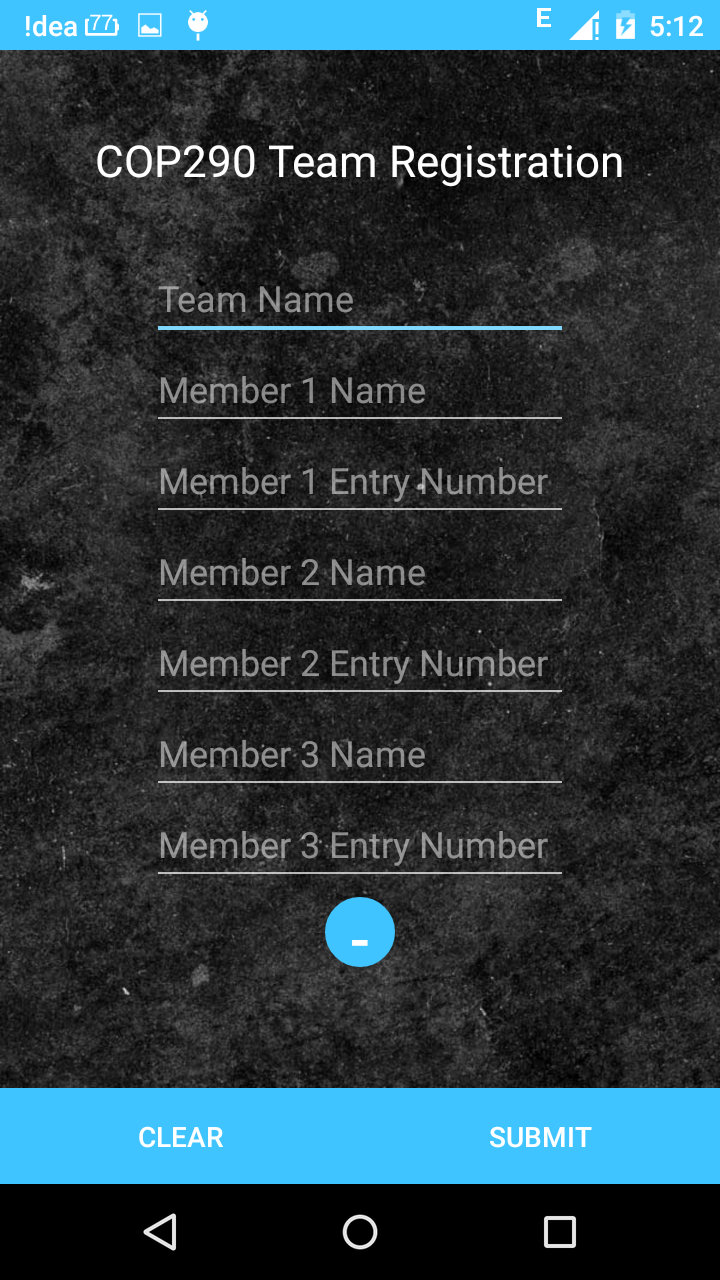 !dea 77 E 5:12
COP290 Team Registration
Team Name
Member 1 Name
Member 1 Entry Number
Member 2 Name
Member 2 Entry Number
Member 3 Name
Member 3 Entry Number
-
CLEAR SUBMIT